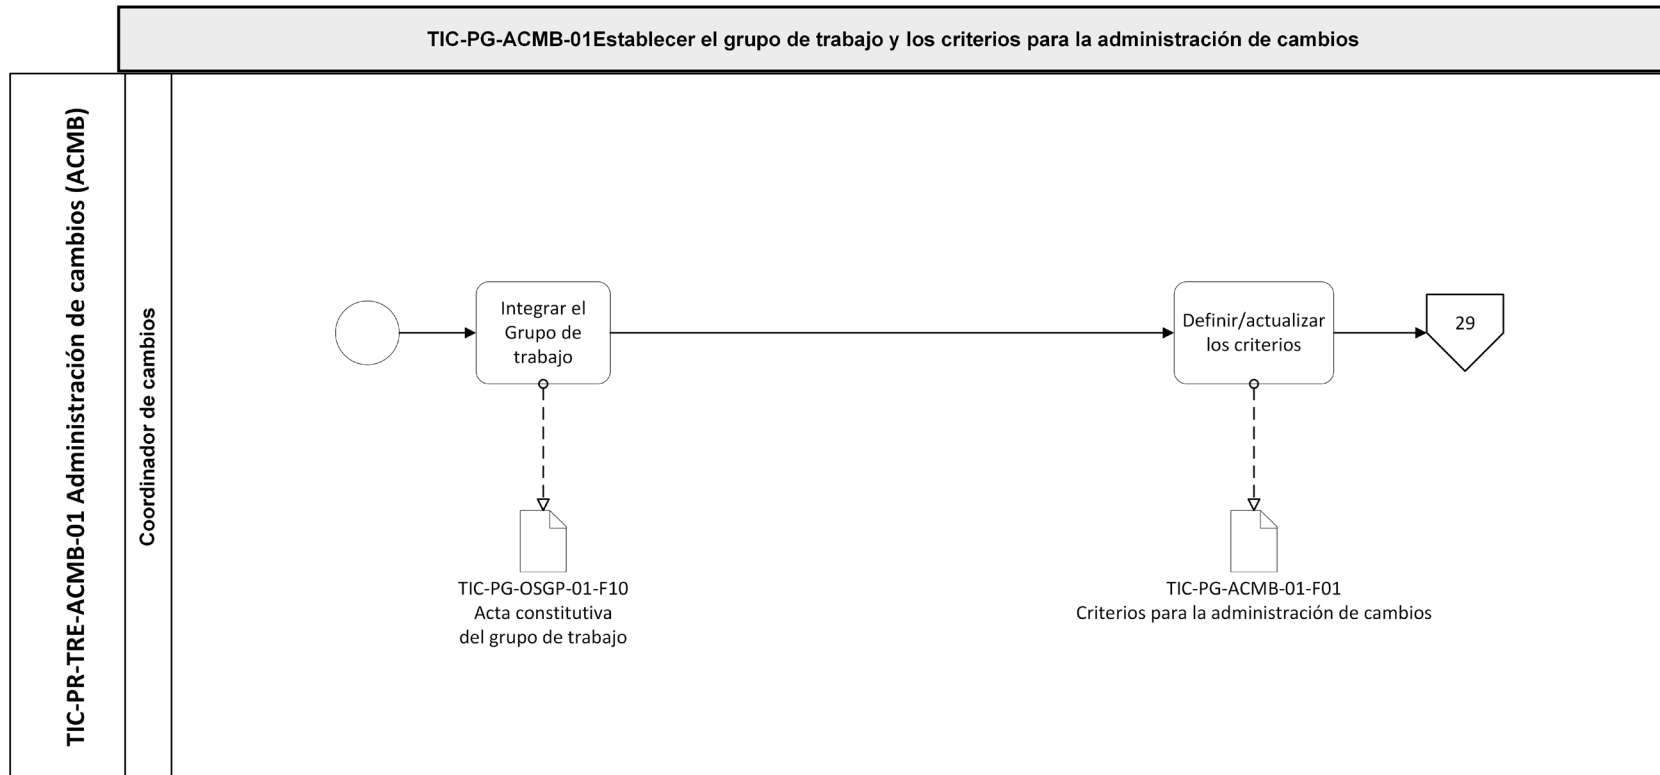 TIC-PG-ACMB-01Establecer el grupo de trabajo y los criterios para la administración de cambios
TIC-PR-TRE-ACMB-01 Administración de cambios (ACMB)
Coordinador de cambios
Integrar el
Grupo de
trabajo
Definir/actualizar
los criterios
29
TIC-PG-OSGP-01-F10
Acta constitutiva
del grupo de trabajo
TIC-PG-ACMB-01-F01
Criterios para la administración de cambios